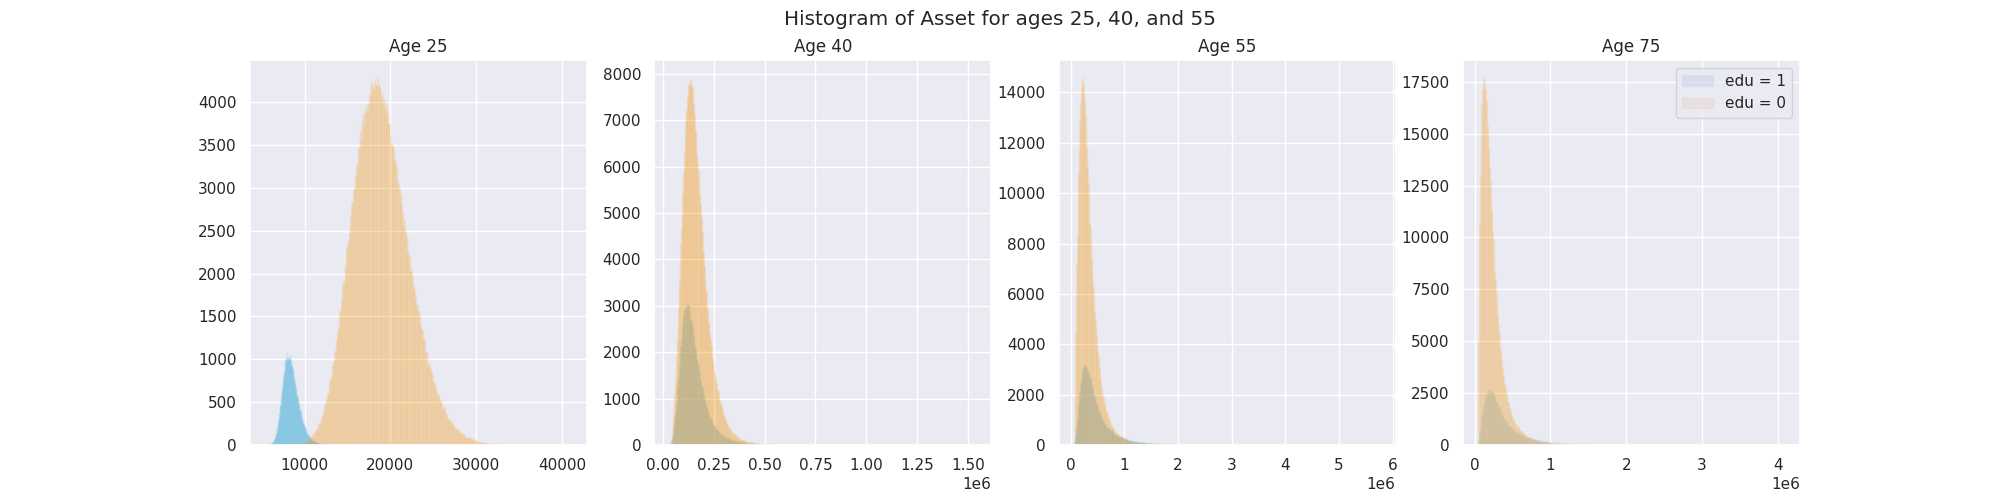 Histogram of Asset for ages 25, 40, and 55
Age 25
4000
3500
3000
2500
2000
1500
1000
500
0
10000 20000 30000 40000
Age 40
8000
7000
6000
5000
4000
3000
2000
1000
0
0.00 0.25 0.50 0.75 1.00 1.25 1.50
1e6
Age 55
14000
12000
10000
8000
6000
4000
2000
0
0 1 2 3 4 5 6
1e6
Age 75
17500
15000
12500
10000
7500
5000
2500
0
0 1 2 3 4
1e6
edu = 1
edu = 0